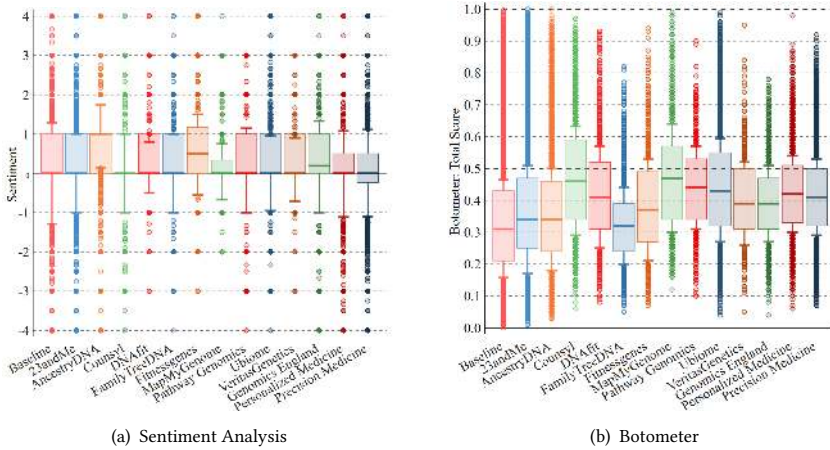 4
3
2
1
0
-1
-2
-3
-4
Sentiment
Baseline
23andMe
AncestryDNA
Counsyl
DNAfit
FamilyTreeDNA
Fitnessgenes
MapMyGenome
Pathway Genomics
Ubiome
VeritasGenetics
Genomics England
Personalized Medicine
Precision Medicine
(a) Sentiment Analysis
1.0
0.9
0.8
0.7
0.6
0.5
0.4
0.3
0.2
0.1
0.0
Botometer: Total Score
Baseline
23andMe
AncestryDNA
Counsyl
DNAfit
FamilyTreeDNA
Fitnessgenes
MapMyGenome
Pathway Genomics
Ubiome
VeritasGenetics
Genomics England
Personalized Medicine
Precision Medicine
(b) Botometer